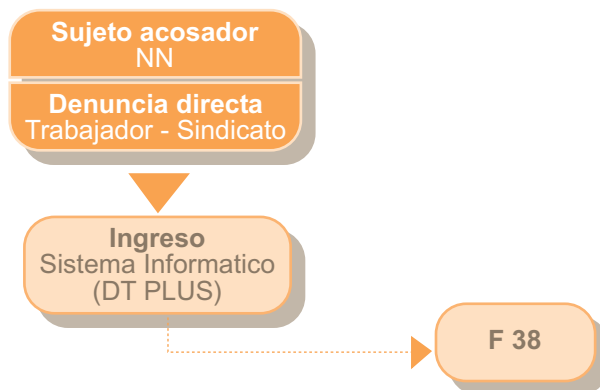 Sujeto acosador
NN
Denuncia directa
Trabajador - Sindicato
Ingreso
Sistema Informatico
(DT PLUS)
F 38